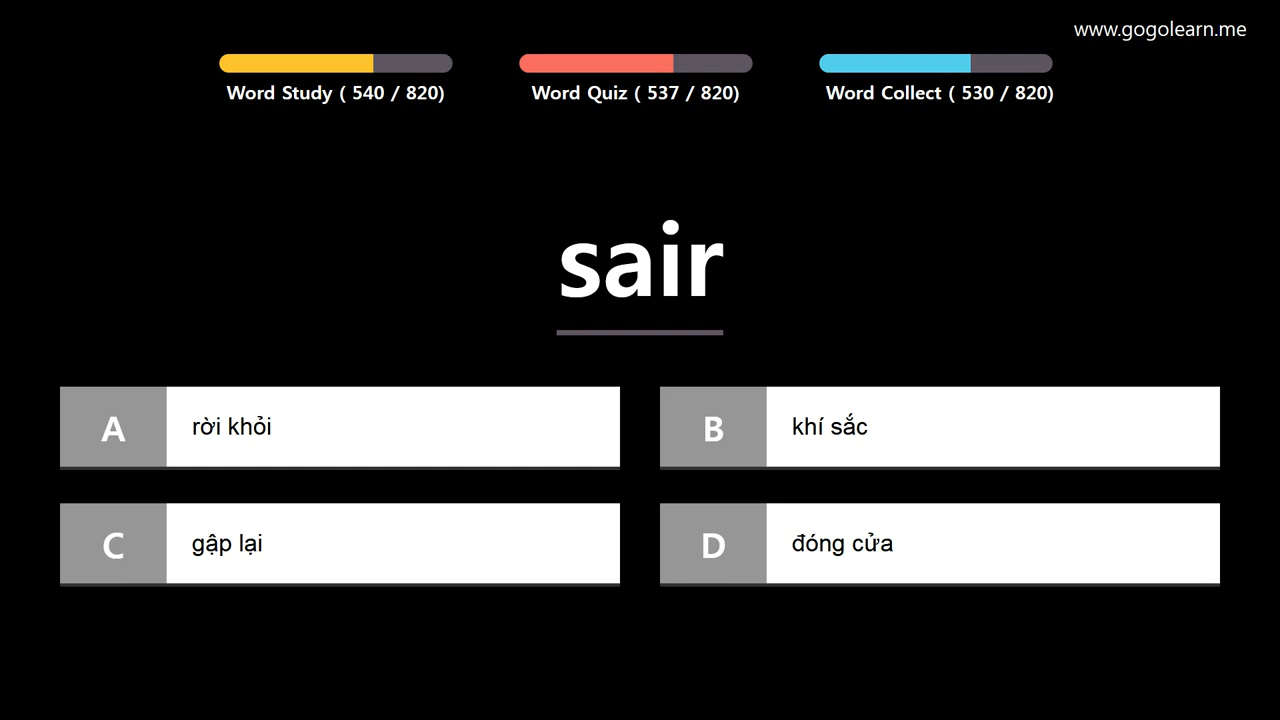 www.gogolearn.me
Word Study ( 540 / 820)
Word Quiz ( 537 / 820)
Word Collect ( 530 / 820)
sair
A rời khỏi
B khí sắc
C gập lại
D đóng cửa